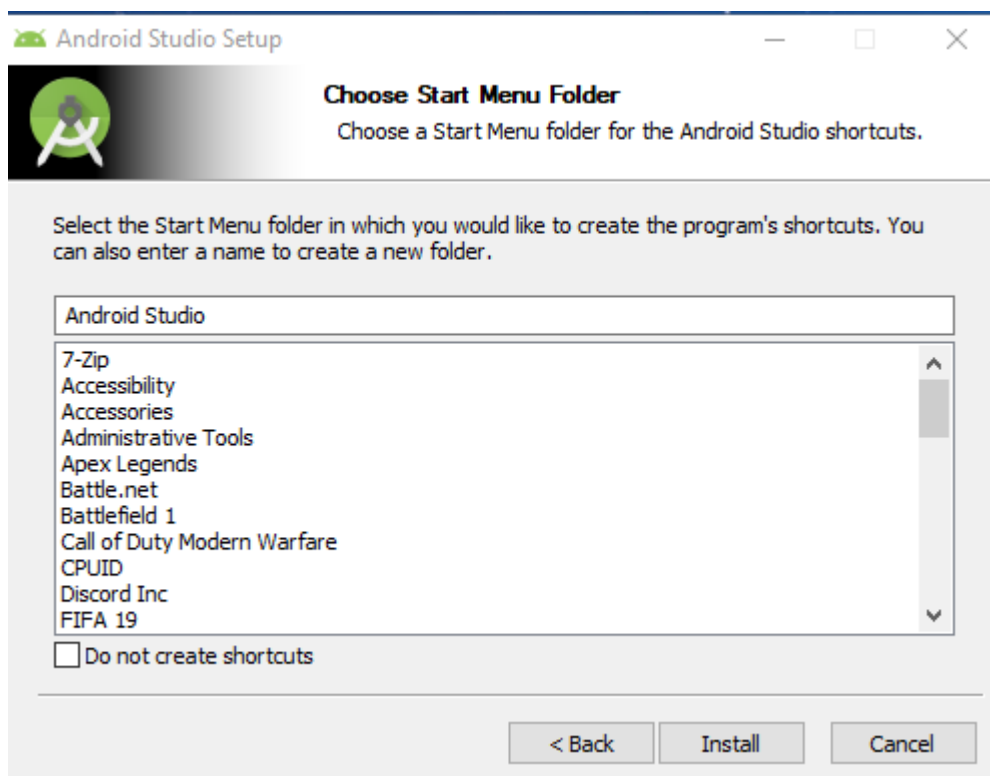 Android Studio Setup
Choose Start Menu Folder
Choose a Start Menu folder for the Android Studio shortcuts.
Select the Start Menu folder in which you would like to create the program's shortcuts. You
can also enter a name to create a new folder.
Android Studio
7-Zip
Accessibility
Accessories
Administrative Tools
Apex Legends
Battle.net
Battlefield 1
Call of Duty Modern Warfare
CPUID
Discord Inc
FIFA 19
Do not create shortcuts
< Back
Install
Cancel